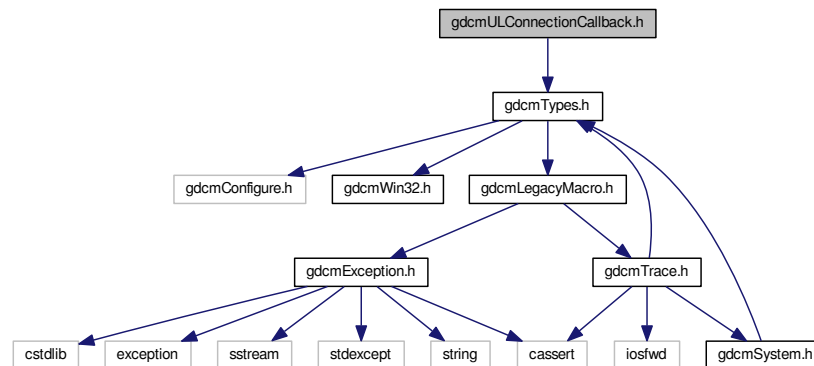 gdcmULConnectionCallback.h
gdcmTypes.h
gdcmConfigure.h
gdcmWin32.h
gdcmLegacyMacro.h
gdcmException.h
gdcmTrace.h
cstdlib
exception
sstream
stdexcept
string
cassert
iosfwd
gdcmSystem.h